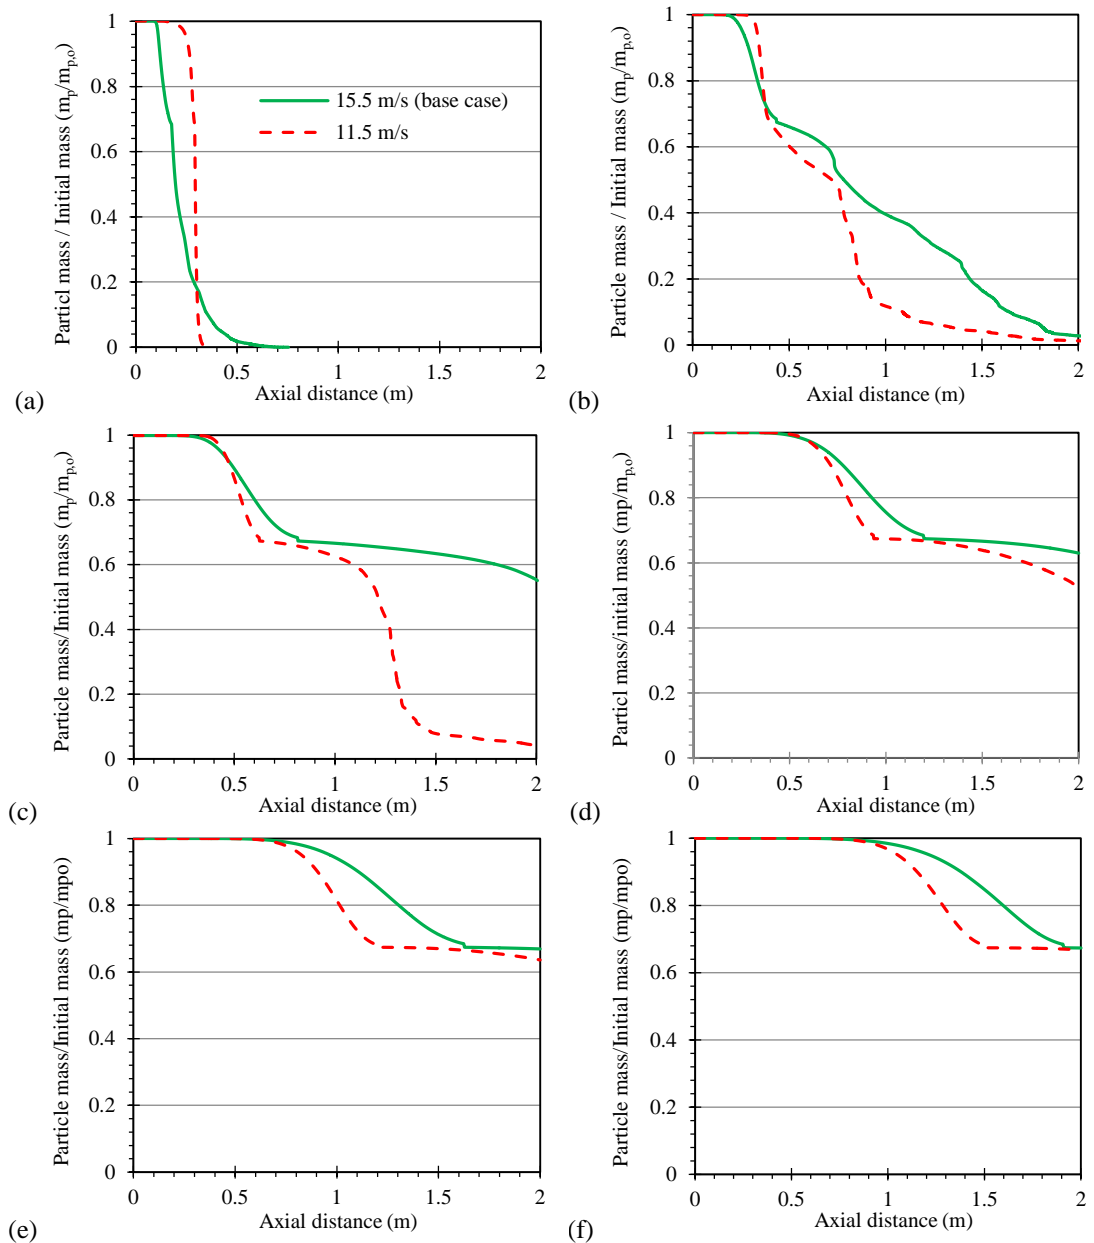 Particl mass / Initial mass (mp/mp,o)
1
0.8
0.6
0.4
0.2
0
15.5 m/s (base case)
11.5 m/s
0 0.5 1 1.5 2
Axial distance (m)
(a)
Particle mass / Initial mass (mp/mp,o)
1
0.8
0.6
0.4
0.2
0
0 0.5 1 1.5 2
Axial distance (m)
(b)
Particle mass/Initial mass (mp/mp,o)
1
0.8
0.6
0.4
0.2
0
0 0.5 1 1.5 2
Axial distance (m)
(c)
Particl mass/initial mass (mp/mp,o)
1
0.8
0.6
0.4
0.2
0
0 0.5 1 1.5 2
Axial distance (m)
(d)
Particle mass/Initial mass (mp/mpo)
1
0.8
0.6
0.4
0.2
0
0 0.5 1 1.5 2
Axial distance (m)
(e)
Particle mass/Initial mass (mp/mpo)
1
0.8
0.6
0.4
0.2
0
0 0.5 1 1.5 2
Axial distance (m)
(f)